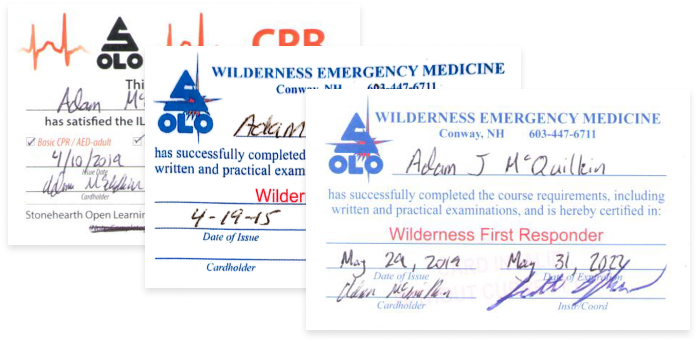 CPR
SOLO
Thi
Adam McQ
has satisfied the IL
Basic CPR / AED-adult
4/10/2019
Issue Date
Adam McQuilkin
Cardholder
Stonehearth Open Learnin
SOLO
WILDERNESS EMERGENCY MEDICINE
Conway, NH 603-447-6711
Adam
has successfully completed
written and practical exam
Wilder
4-19-15
Date of Issue
Cardholder
SOLO
WILDERNESS EMERGENCY MEDICINE
Conway, NH 603-447-6711
Adam J McQuilkin
has successfully completed the course requirements, including
written and practical examinations, and is hereby certified in:
Wilderness First Responder
May 29, 2019 May 31, 2022
Date of Issue Date of Expiration
Adam McQuilkin
Cardholder Instr/Coord